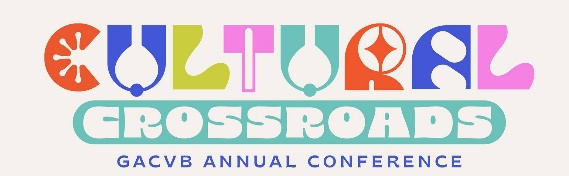 CULTURAL
CROSSROADS
GACVB ANNUAL CONFERENCE